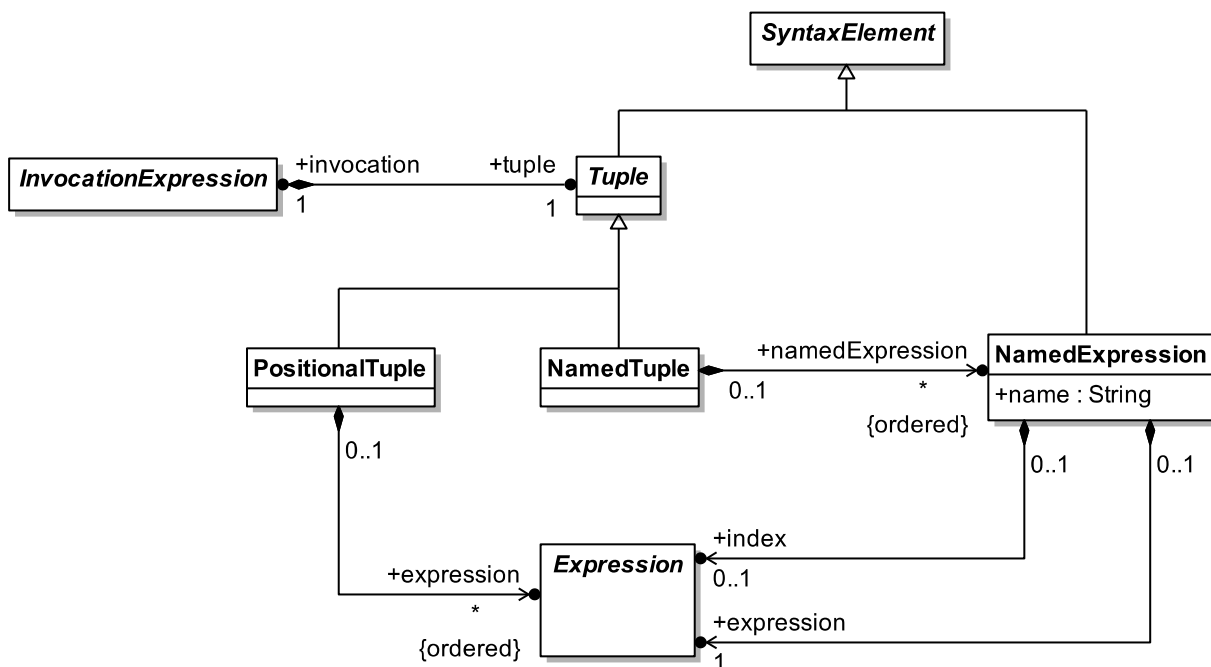 SyntaxElement
+invocation
+tuple
InvocationExpression
Tuple
1
1
PositionalTuple
NamedTuple
+namedExpression
NamedExpression
0..1
*
+name : String
{ordered}
0..1
0..1
0..1
+index
Expression
0..1
+expression
*
{ordered}
+expression
1